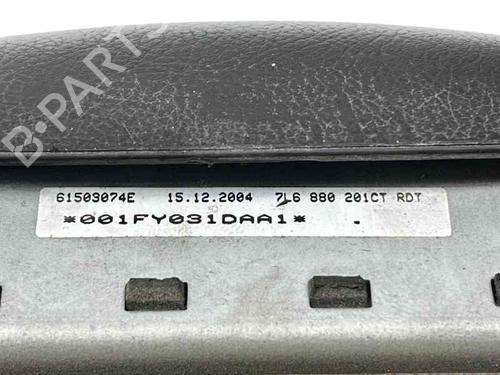 B-PARTS
61503074E 15.12.2004 7L6 880 201CT RDT
*001FY031DAA1* .